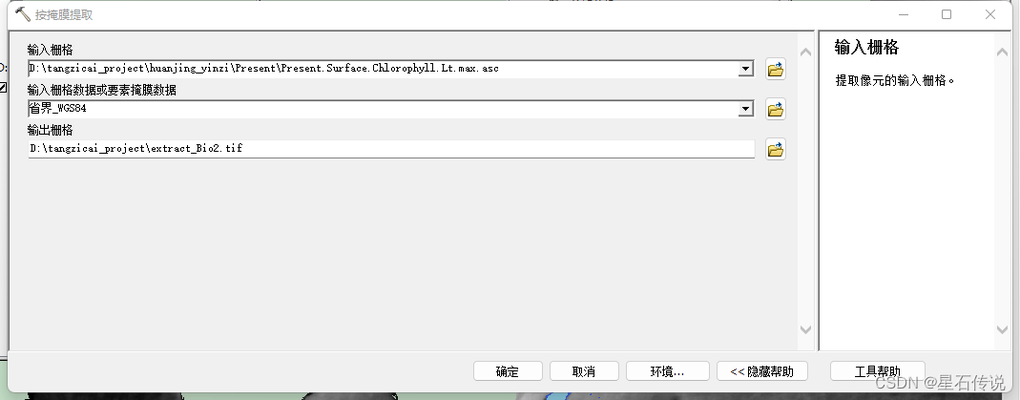 按掩膜提取
输入栅格
D:\tangzicai_project\huanjing_yinzi\Present\Present.Surface.Chlorophyll.Lt.max.asc
输入栅格数据或要素掩膜数据
省界_WGS84
输出栅格
D:\tangzicai_project\extract_Bio2.tif
输入栅格
提取像元的输入栅格。
确定
取消
环境...
<< 隐藏帮助
工具帮助
CSDN @星石传说